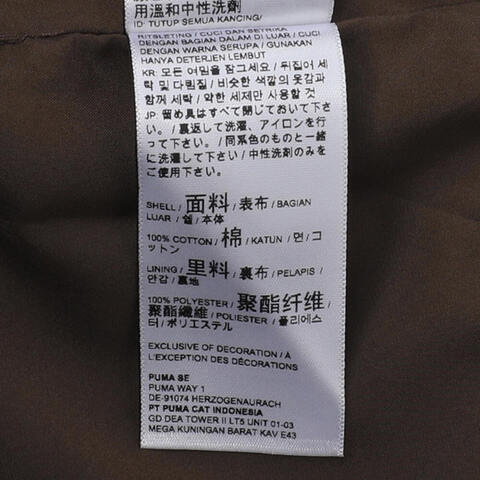 用溫和中性洗劑
ID: TUTUP SEMUA KANCING/
RITSLETING / CUCI DAN SETRIKA
DENGAN BAGIAN DALAM DI LUAR / CUCI
DENGAN WARNA SERUPA / GUNAKAN
HANYA DETERJEN LEMBUT
KR: 모든 여밈을 잠그세요 / 뒤집어 세
탁 및 다림질 / 비슷한 색깔의 옷감과
함께 세탁 / 약한 세제만 사용할 것
JP: 留め具はすべて閉じておいて下さ
い。/ 裏返して洗濯、アイロンを行
って下さい。/ 同系色のものと一緒
に洗濯して下さい / 中性洗剤のみを
ご使用下さい。
SHELL / 面料 / 表布 / BAGIAN
LUAR / 쉘 / 本体
100% COTTON / 棉 / KATUN / 면 / コ
ットン
LINING / 里料 / 裏布 / PELAPIS /
안감 / 裏地
100% POLYESTER / 聚酯纤维 /
聚酯纖維 / POLIESTER / 폴리에스
터 / ポリエステル
EXCLUSIVE OF DECORATION / À
L'EXCEPTION DES DÉCORATIONS
PUMA SE
PUMA WAY 1
DE-91074 HERZOGENAURACH
PT PUMA CAT INDONESIA
GD DEA TOWER II LT5 UNIT 01-03
MEGA KUNINGAN BARAT KAV E43